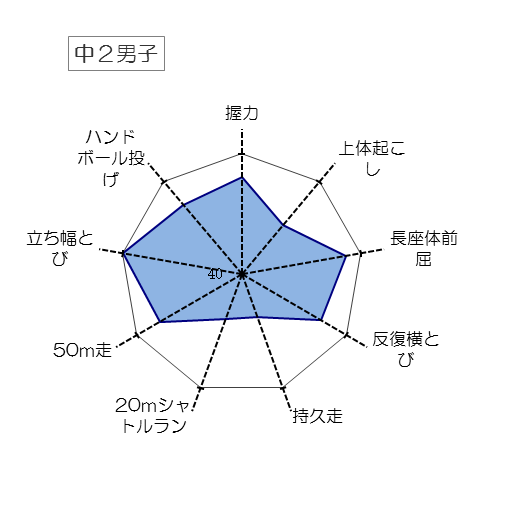 中２男子
握力
ハンド
ボール投
げ
上体起こ
し
立ち幅と
び
長座体前
屈
40
50m走
反復横と
び
20mシャ
トルラン
持久走